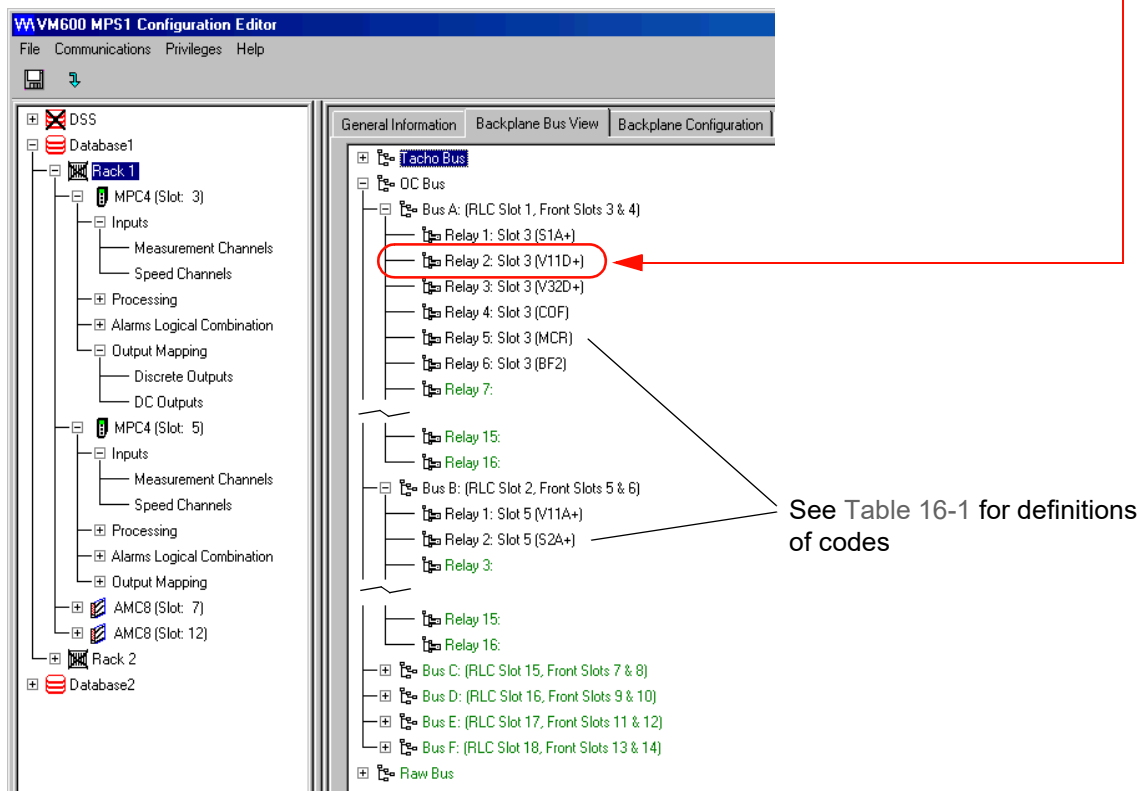 VM600 MPS1 Configuration Editor
File Communications Privileges Help
DSS
Database1
Rack 1
MPC4 (Slot: 3)
Inputs
Measurement Channels
Speed Channels
Processing
Alarms Logical Combination
Output Mapping
Discrete Outputs
DC Outputs
MPC4 (Slot: 5)
Inputs
Measurement Channels
Speed Channels
Processing
Alarms Logical Combination
Output Mapping
AMC8 (Slot: 7)
AMC8 (Slot: 12)
Rack 2
Database2
General Information Backplane Bus View Backplane Configuration
Tacho Bus
OC Bus
Bus A: (RLC Slot 1, Front Slots 3 & 4)
Relay 1: Slot 3 (S1A+)
Relay 2: Slot 3 (V11D+)
Relay 3: Slot 3 (V32D+)
Relay 4: Slot 3 (COF)
Relay 5: Slot 3 (MCR)
Relay 6: Slot 3 (BF2)
Relay 7:
Relay 15:
Relay 16:
Bus B: (RLC Slot 2, Front Slots 5 & 6)
Relay 1: Slot 5 (V11A+)
Relay 2: Slot 5 (S2A+)
Relay 3:
Relay 15:
Relay 16:
Bus C: (RLC Slot 15, Front Slots 7 & 8)
Bus D: (RLC Slot 16, Front Slots 9 & 10)
Bus E: (RLC Slot 17, Front Slots 11 & 12)
Bus F: (RLC Slot 18, Front Slots 13 & 14)
Raw Bus
See Table 16-1 for definitions
of codes